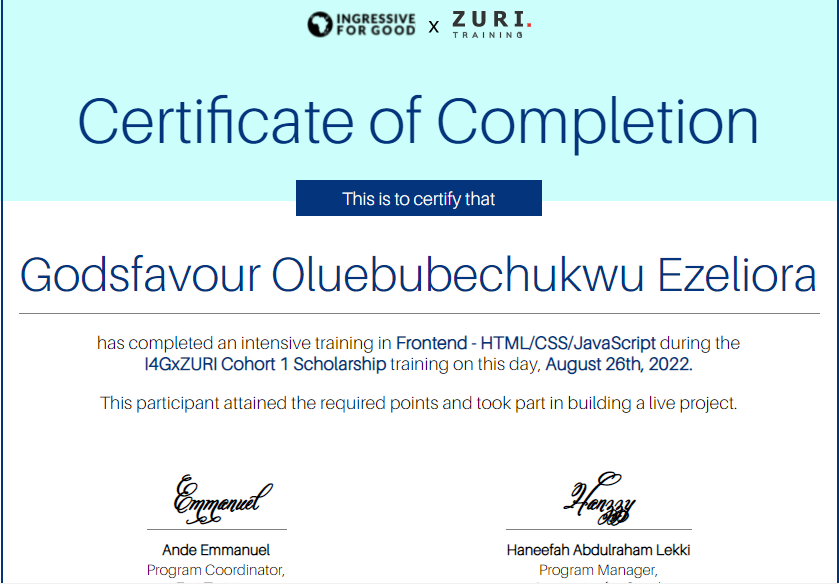 INGRESSIVE
FOR GOOD
x
ZURI.
TRAINING
Certificate of Completion
This is to certify that
Godsfavour Oluebubechukwu Ezeliora
has completed an intensive training in Frontend - HTML/CSS/JavaScript during the
I4GxZURI Cohort 1 Scholarship training on this day, August 26th, 2022.
This participant attained the required points and took part in building a live project.
Emmanuel
Hanzzy
Ande Emmanuel
Haneefah Abdulraham Lekki
Program Coordinator,
Program Manager,